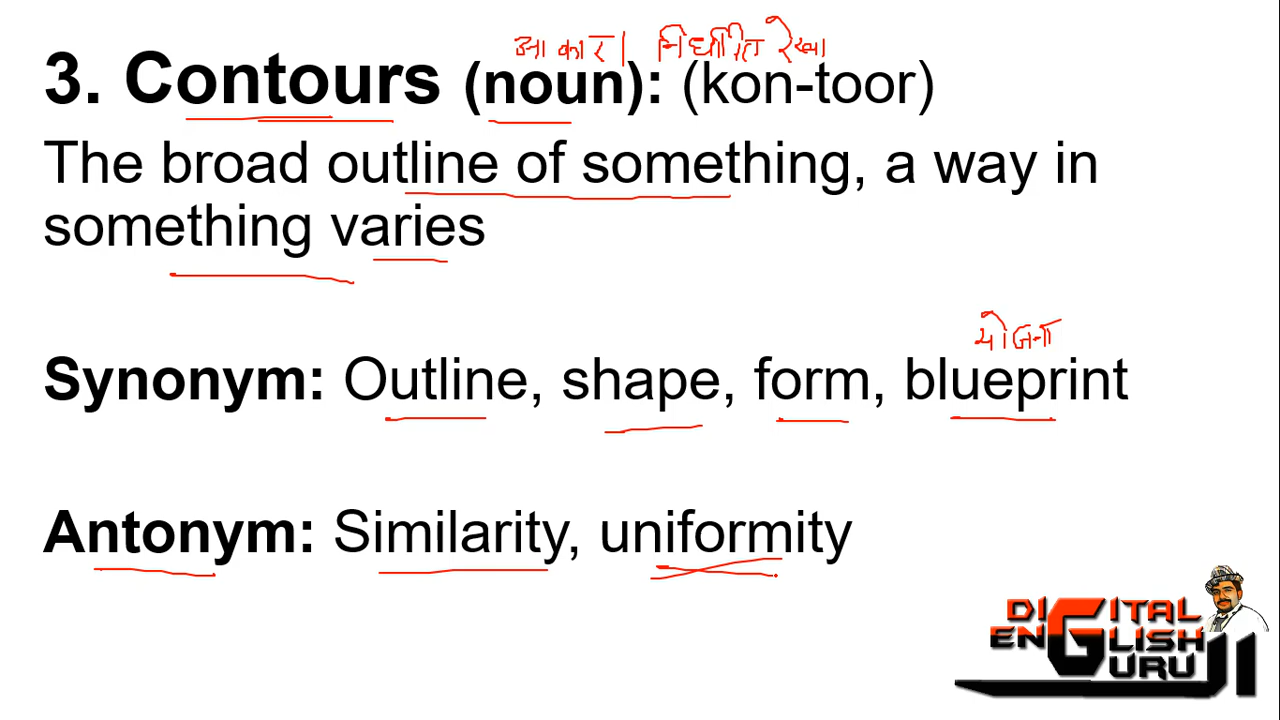 आकार। निर्धारित रेखा
3. Contours (noun): (kon-toor)
The broad outline of something, a way in
something varies
योजना
Synonym: Outline, shape, form, blueprint
Antonym: Similarity, uniformity
DIGITAL
ENGLISH
GURU JI